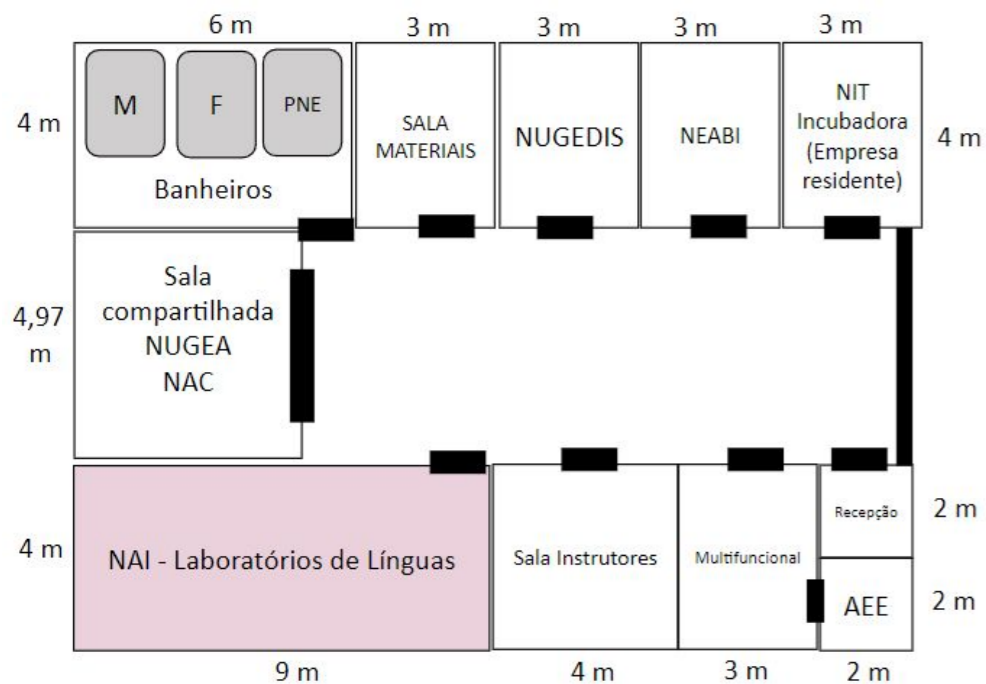 6 m
3 m
3 m
3 m
3 m
4 m
M
F
PNE
Banheiros
SALA
MATERIAIS
NUGEDIS
NEABI
NIT
Incubadora
(Empresa
residente)
4 m
4,97
m
Sala
compartilhada
NUGEA
NAC
4 m
NAI - Laboratórios de Línguas
Sala Instrutores
Multifuncional
Recepção
2 m
AEE
2 m
9 m
4 m
3 m
2 m